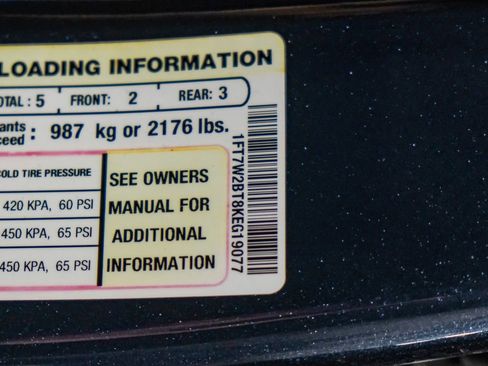 LOADING INFORMATION
OTAL : 5 FRONT: 2 REAR: 3
ants
ceed : 987 kg or 2176 lbs.
OLD TIRE PRESSURE
420 KPA, 60 PSI
450 KPA, 65 PSI
450 KPA, 65 PSI
SEE OWNERS
MANUAL FOR
ADDITIONAL
INFORMATION
1FT7W2BT8KEG19077